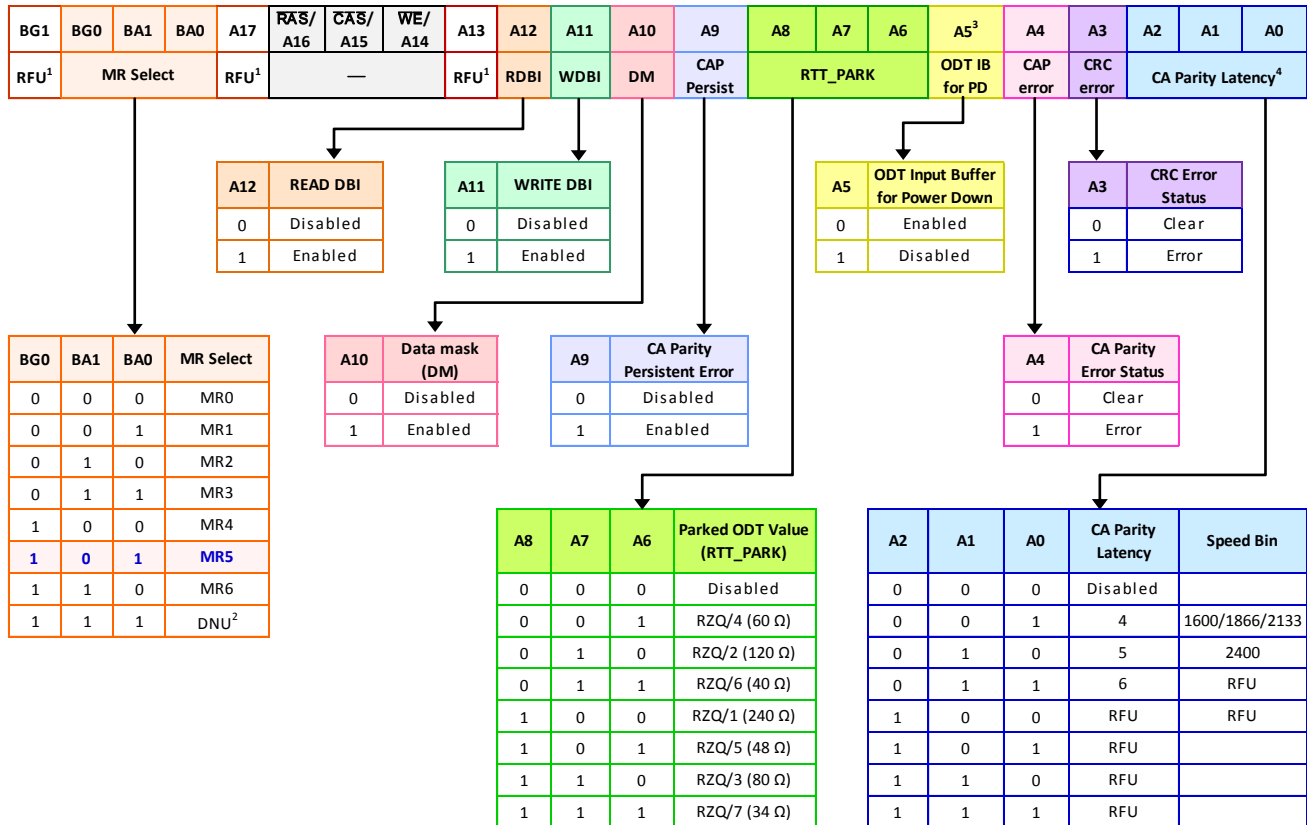 BG1 BG0 BA1 BA0 A17 RAS/ A16 CAS/ A15 WE/ A14 A13 A12 A11 A10 A9 A8 A7 A6 A5³ A4 A3 A2 A1 A0
RFU¹ MR Select RFU¹ — RFU¹ RDBI WDBI DM CAP Persist RTT_PARK ODT IB for PD CAP error CRC error CA Parity Latency⁴
A12 READ DBI
0 Disabled
1 Enabled
A11 WRITE DBI
0 Disabled
1 Enabled
A5 ODT Input Buffer for Power Down
0 Enabled
1 Disabled
A3 CRC Error Status
0 Clear
1 Error
BG0 BA1 BA0 MR Select
0 0 0 MR0
0 0 1 MR1
0 1 0 MR2
0 1 1 MR3
1 0 0 MR4
1 0 1 MR5
1 1 0 MR6
1 1 1 DNU²
A10 Data mask (DM)
0 Disabled
1 Enabled
A9 CA Parity Persistent Error
0 Disabled
1 Enabled
A4 CA Parity Error Status
0 Clear
1 Error
A8 A7 A6 Parked ODT Value (RTT_PARK)
0 0 0 Disabled
0 0 1 RZQ/4 (60 Ω)
0 1 0 RZQ/2 (120 Ω)
0 1 1 RZQ/6 (40 Ω)
1 0 0 RZQ/1 (240 Ω)
1 0 1 RZQ/5 (48 Ω)
1 1 0 RZQ/3 (80 Ω)
1 1 1 RZQ/7 (34 Ω)
A2 A1 A0 CA Parity Latency Speed Bin
0 0 0 Disabled
0 0 1 4 1600/1866/2133
0 1 0 5 2400
0 1 1 6 RFU
1 0 0 RFU RFU
1 0 1 RFU
1 1 0 RFU
1 1 1 RFU